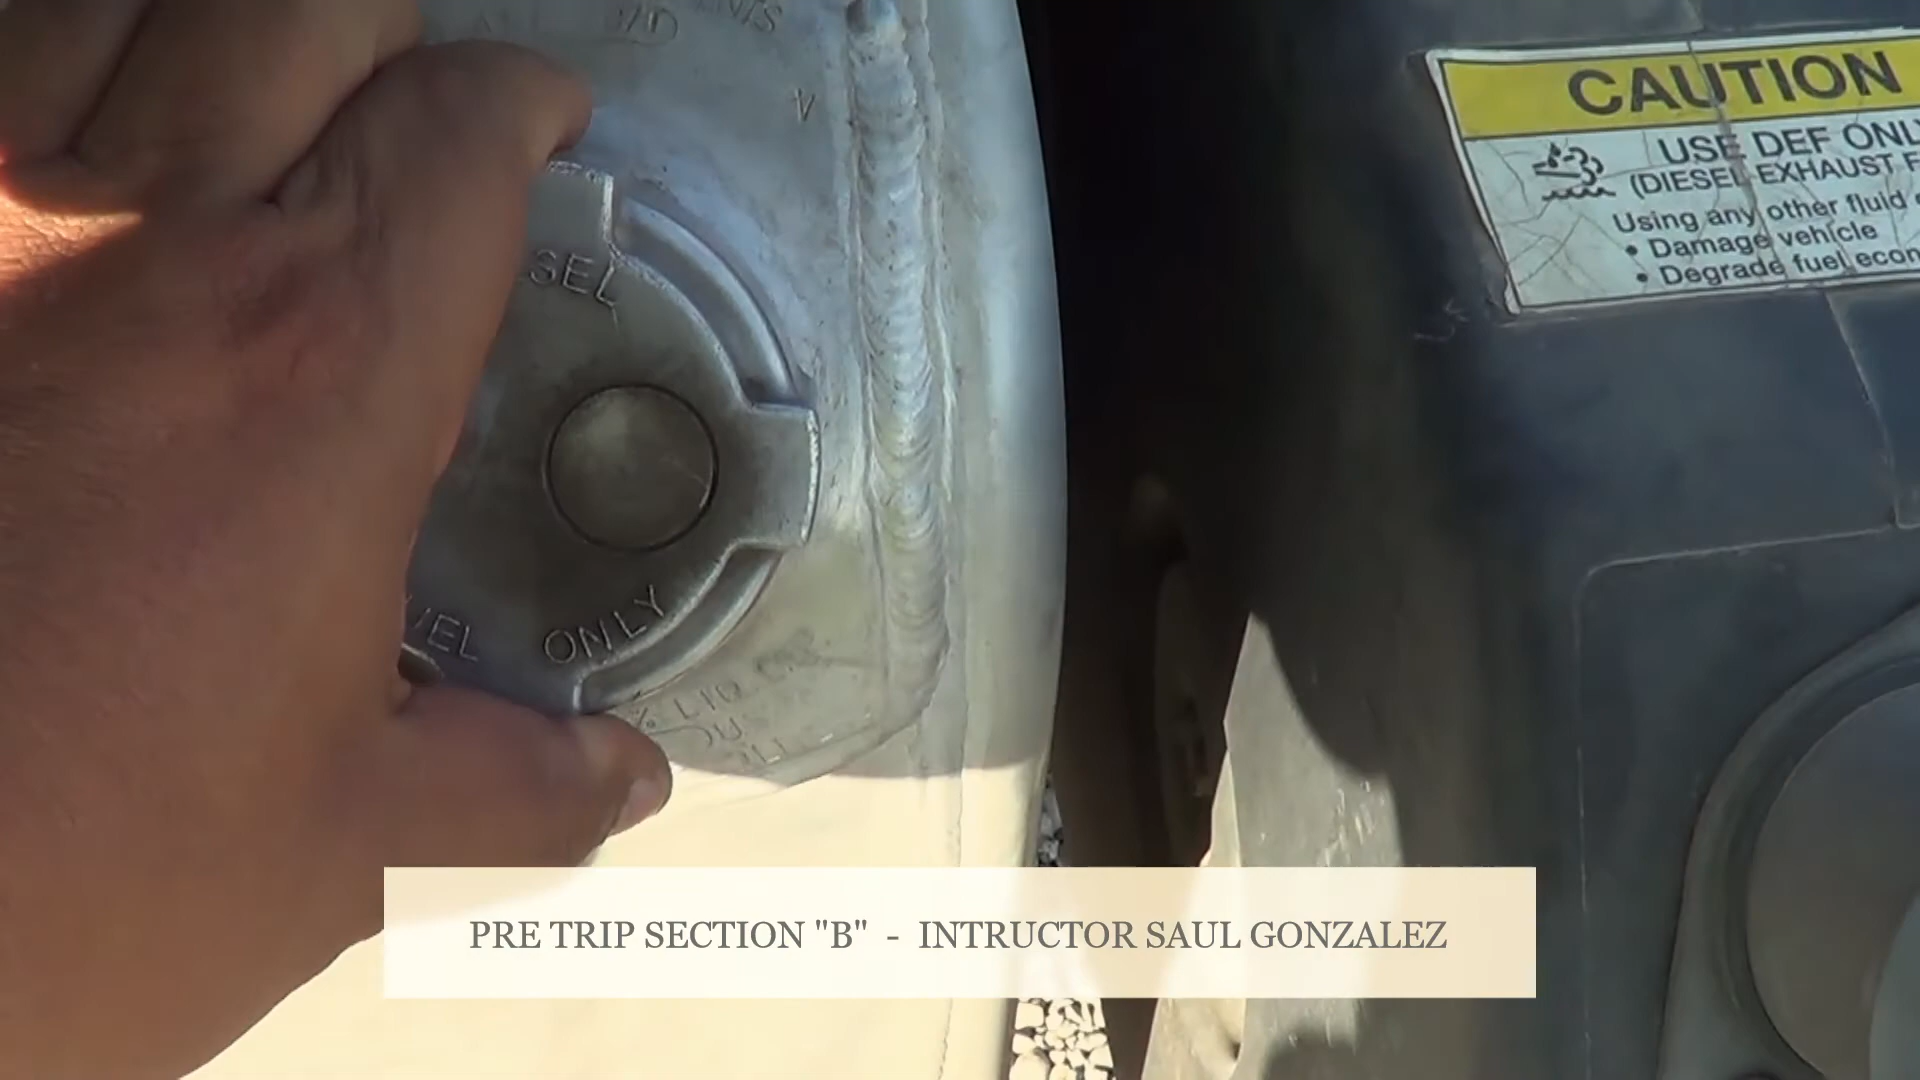 CAUTION
USE DEF ONLY
(DIESEL EXHAUST F
Using any other fluid
• Damage vehicle
• Degrade fuel econ
SEL
ONLY
PRE TRIP SECTION "B" - INTRUCTOR SAUL GONZALEZ